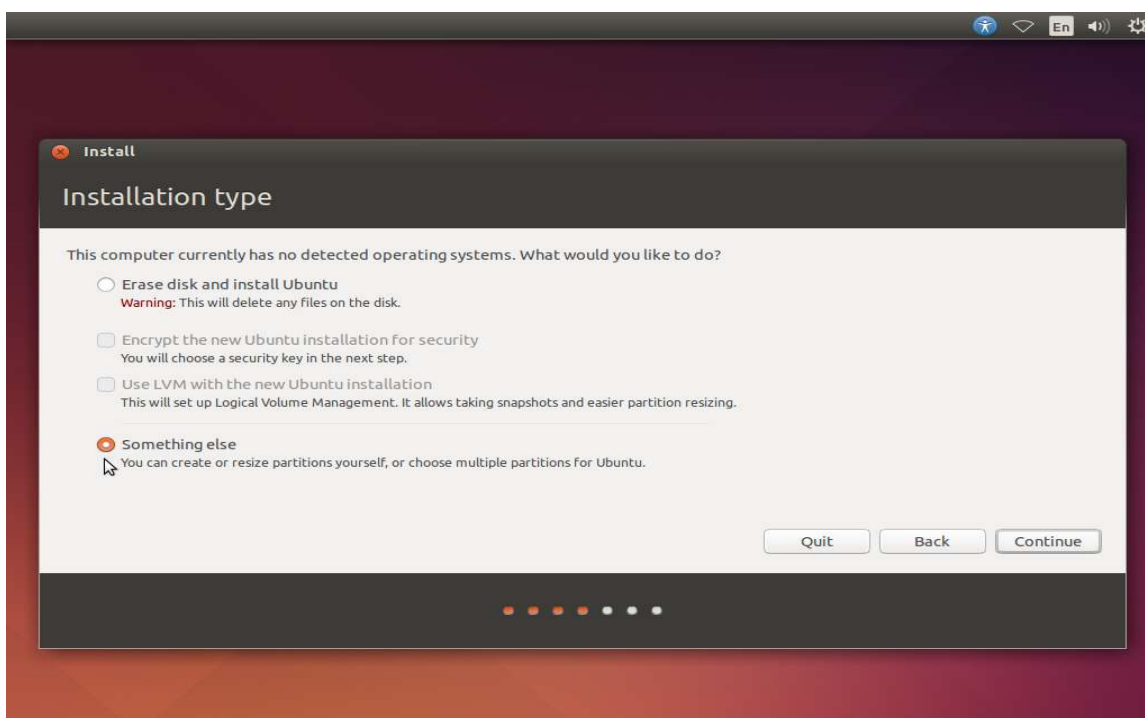 En
Install
Installation type
This computer currently has no detected operating systems. What would you like to do?
Erase disk and install Ubuntu
Warning: This will delete any files on the disk.
Encrypt the new Ubuntu installation for security
You will choose a security key in the next step.
Use LVM with the new Ubuntu installation
This will set up Logical Volume Management. It allows taking snapshots and easier partition resizing.
Something else
You can create or resize partitions yourself, or choose multiple partitions for Ubuntu.
Quit Back Continue